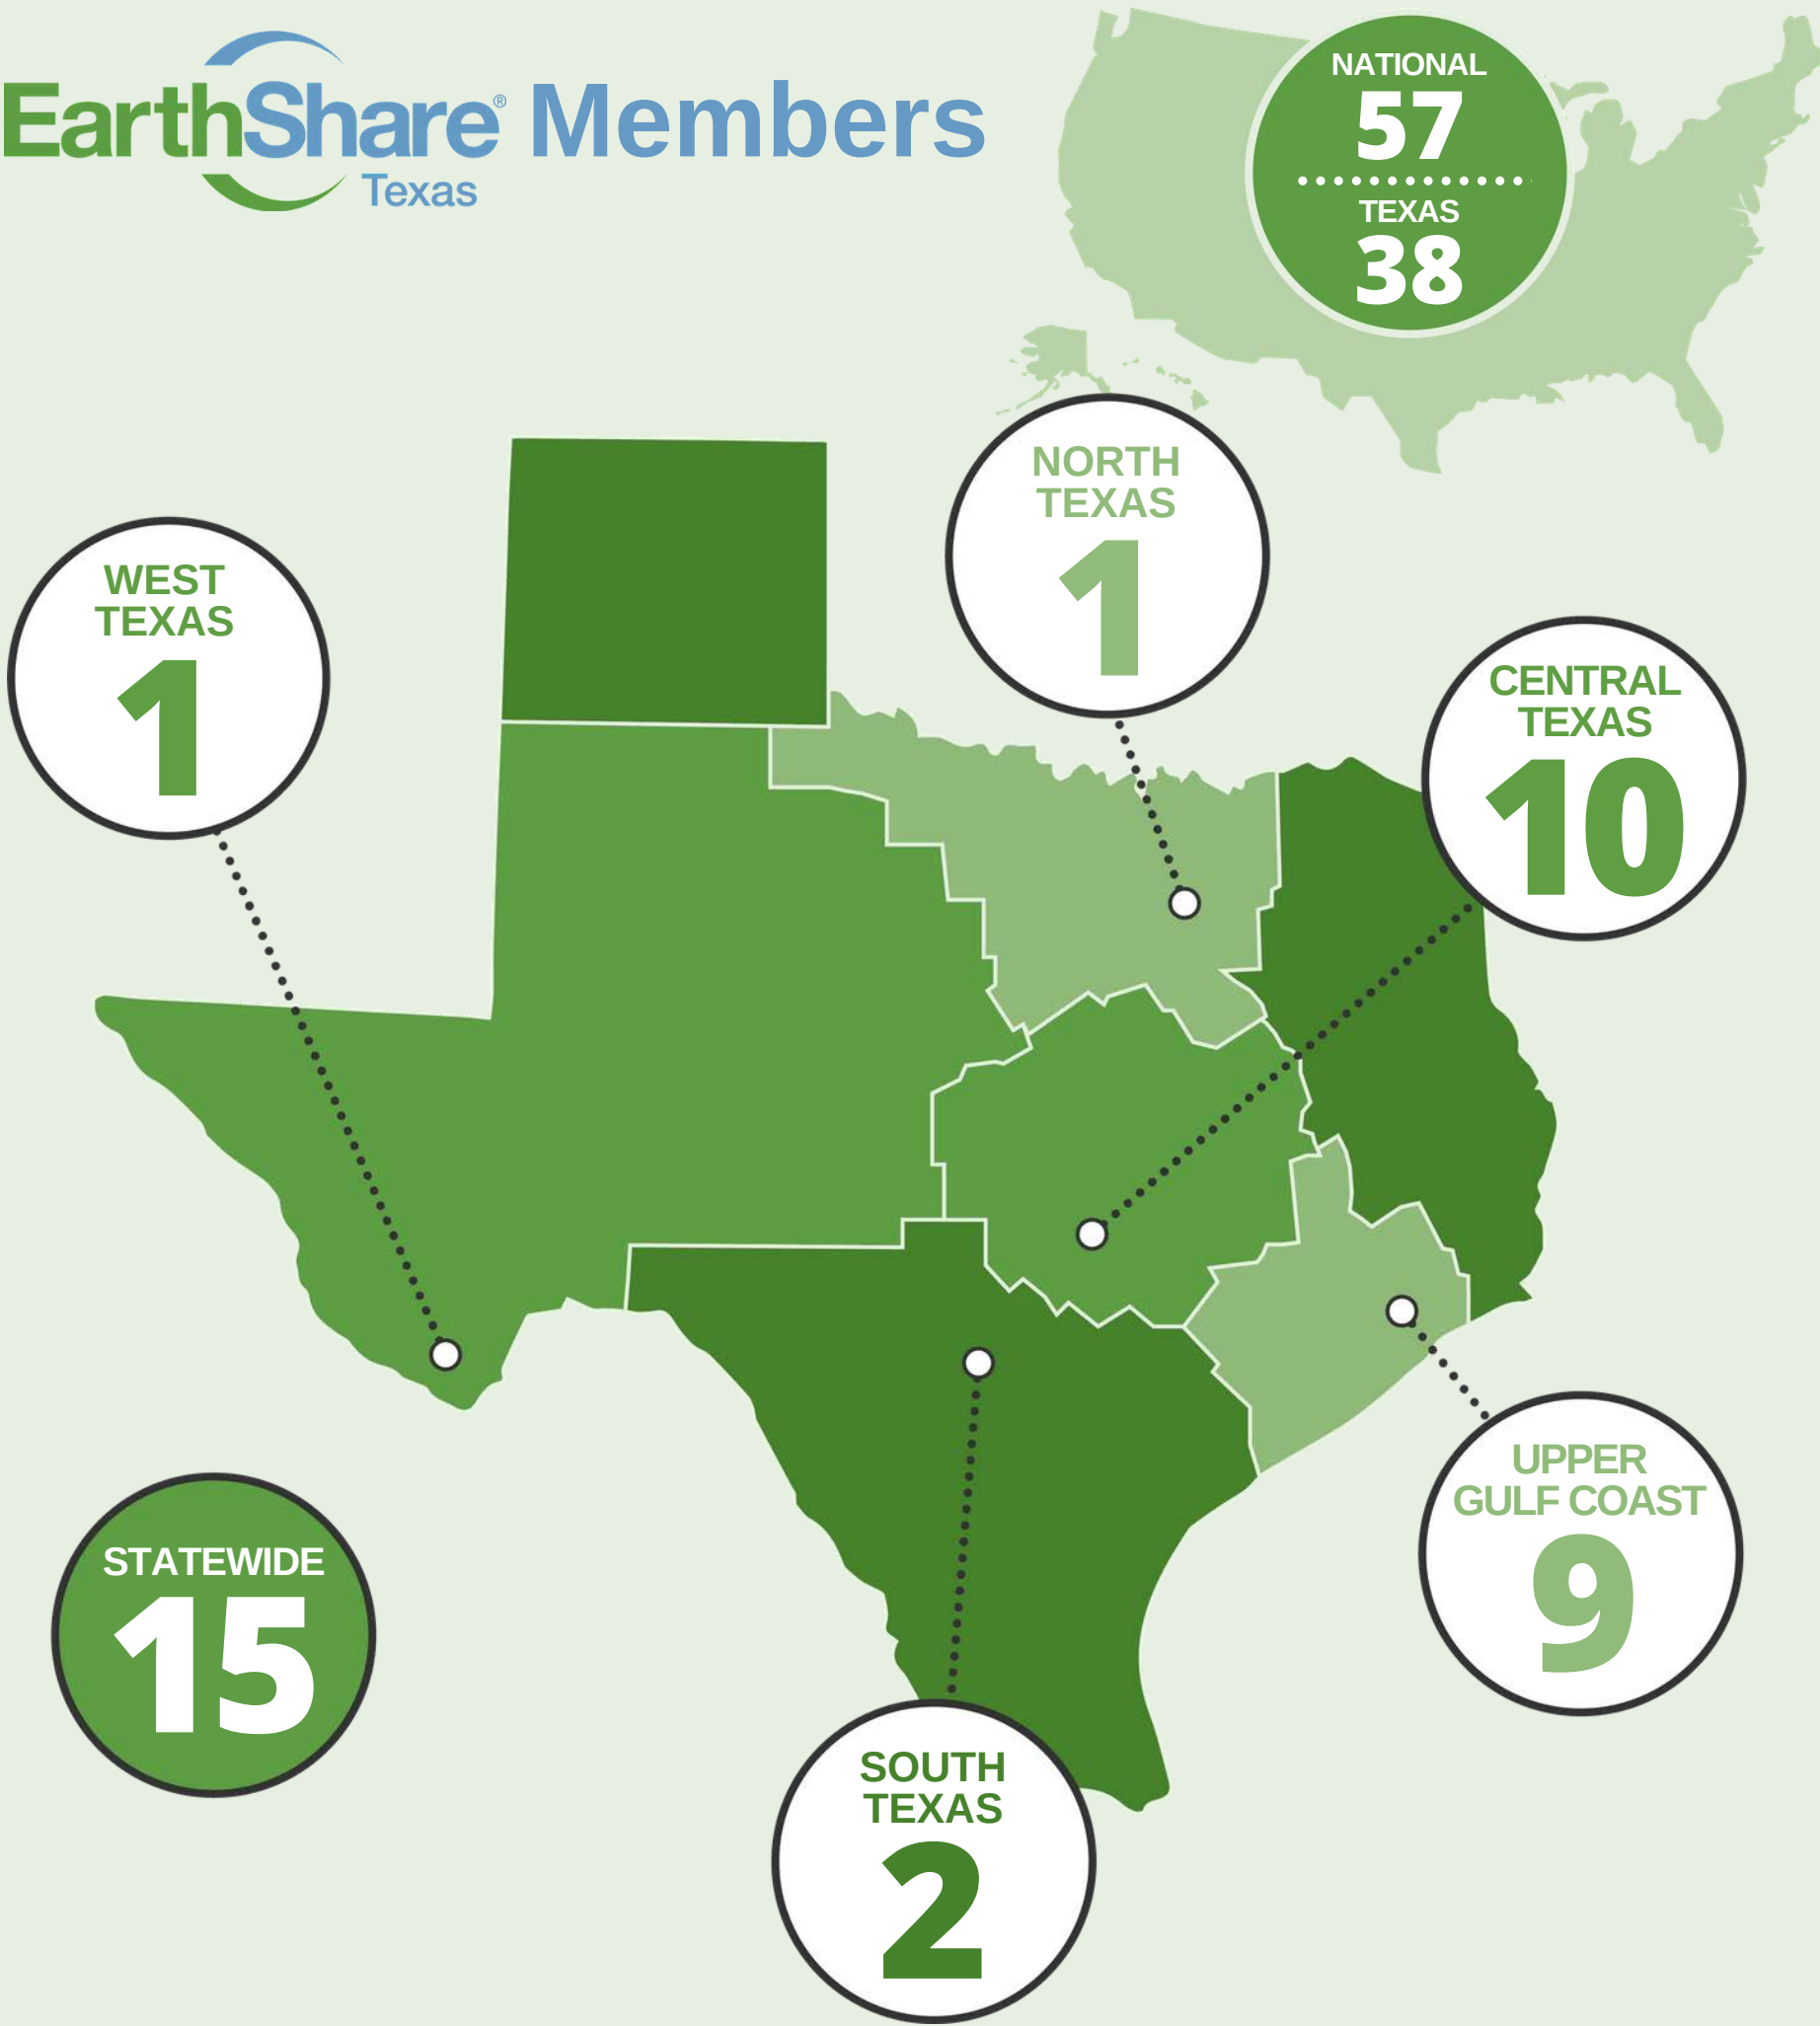 EarthShare® Members
Texas
NATIONAL
57
TEXAS
38
NORTH
TEXAS
1
WEST
TEXAS
1
CENTRAL
TEXAS
10
UPPER
GULF COAST
9
STATEWIDE
15
SOUTH
TEXAS
2